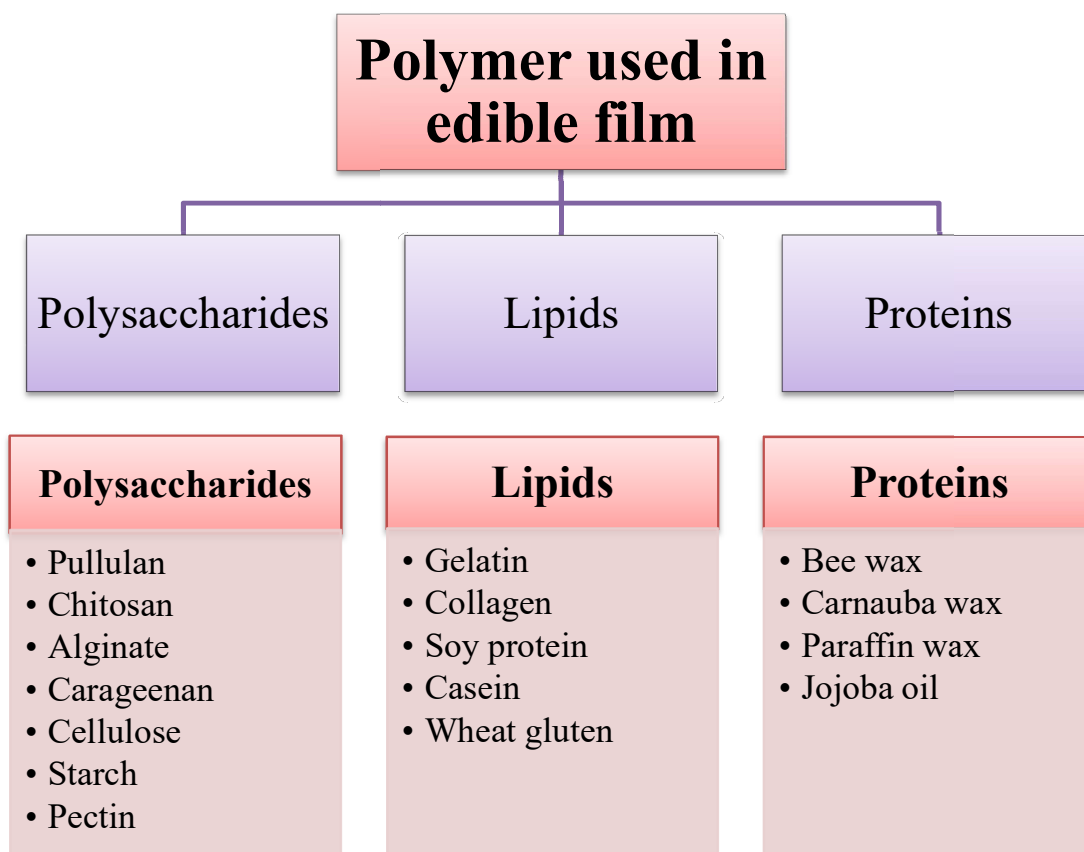 Polymer used in
edible film
Polysaccharides
Lipids
Proteins
Polysaccharides
• Pullulan
• Chitosan
• Alginate
• Carageenan
• Cellulose
• Starch
• Pectin
Lipids
• Gelatin
• Collagen
• Soy protein
• Casein
• Wheat gluten
Proteins
• Bee wax
• Carnauba wax
• Paraffin wax
• Jojoba oil